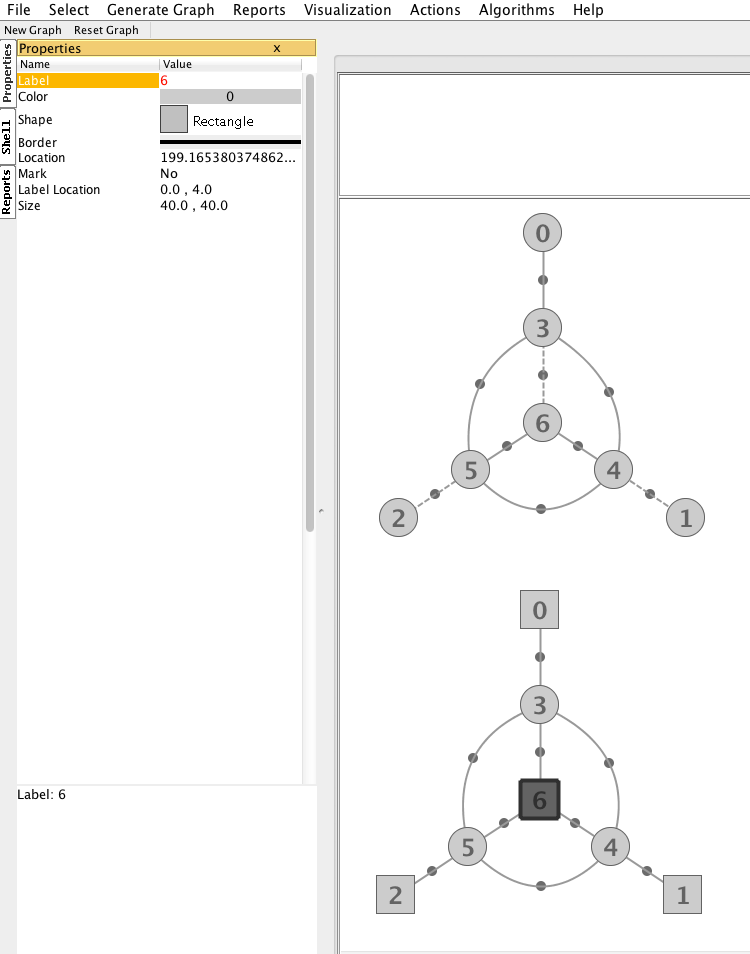 File Select Generate Graph Reports Visualization Actions Algorithms Help
New Graph Reset Graph
Properties x
Name Value
Label 6
Color 0
Shape Rectangle
Border
Location 199.165380374862...
Mark No
Label Location 0.0 , 4.0
Size 40.0 , 40.0
Properties
Shell
Reports
Label: 6
0
3
6
5 4
2 1
0
3
6
5 4
2 1